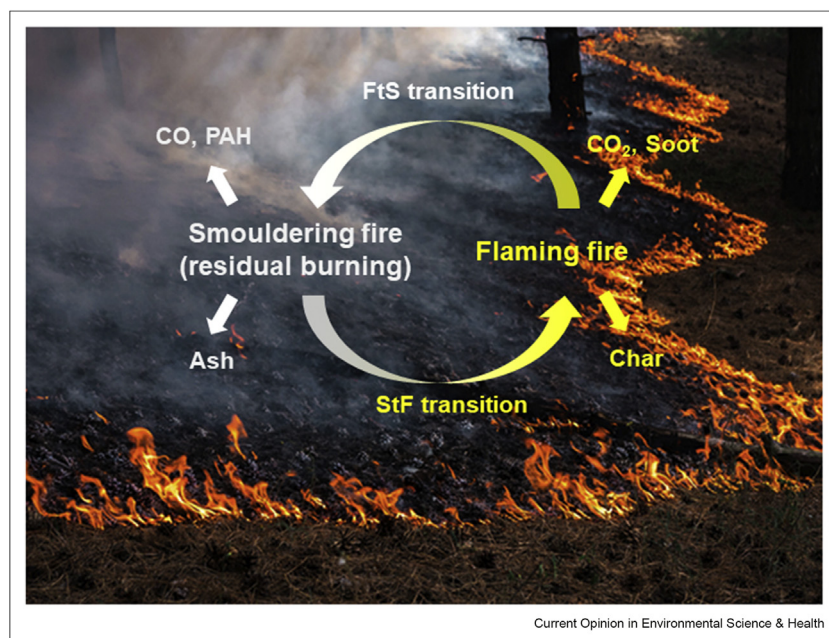 FtS transition
CO, PAH
CO₂, Soot
Smouldering fire
(residual burning)
Flaming fire
Ash
Char
StF transition
Current Opinion in Environmental Science & Health